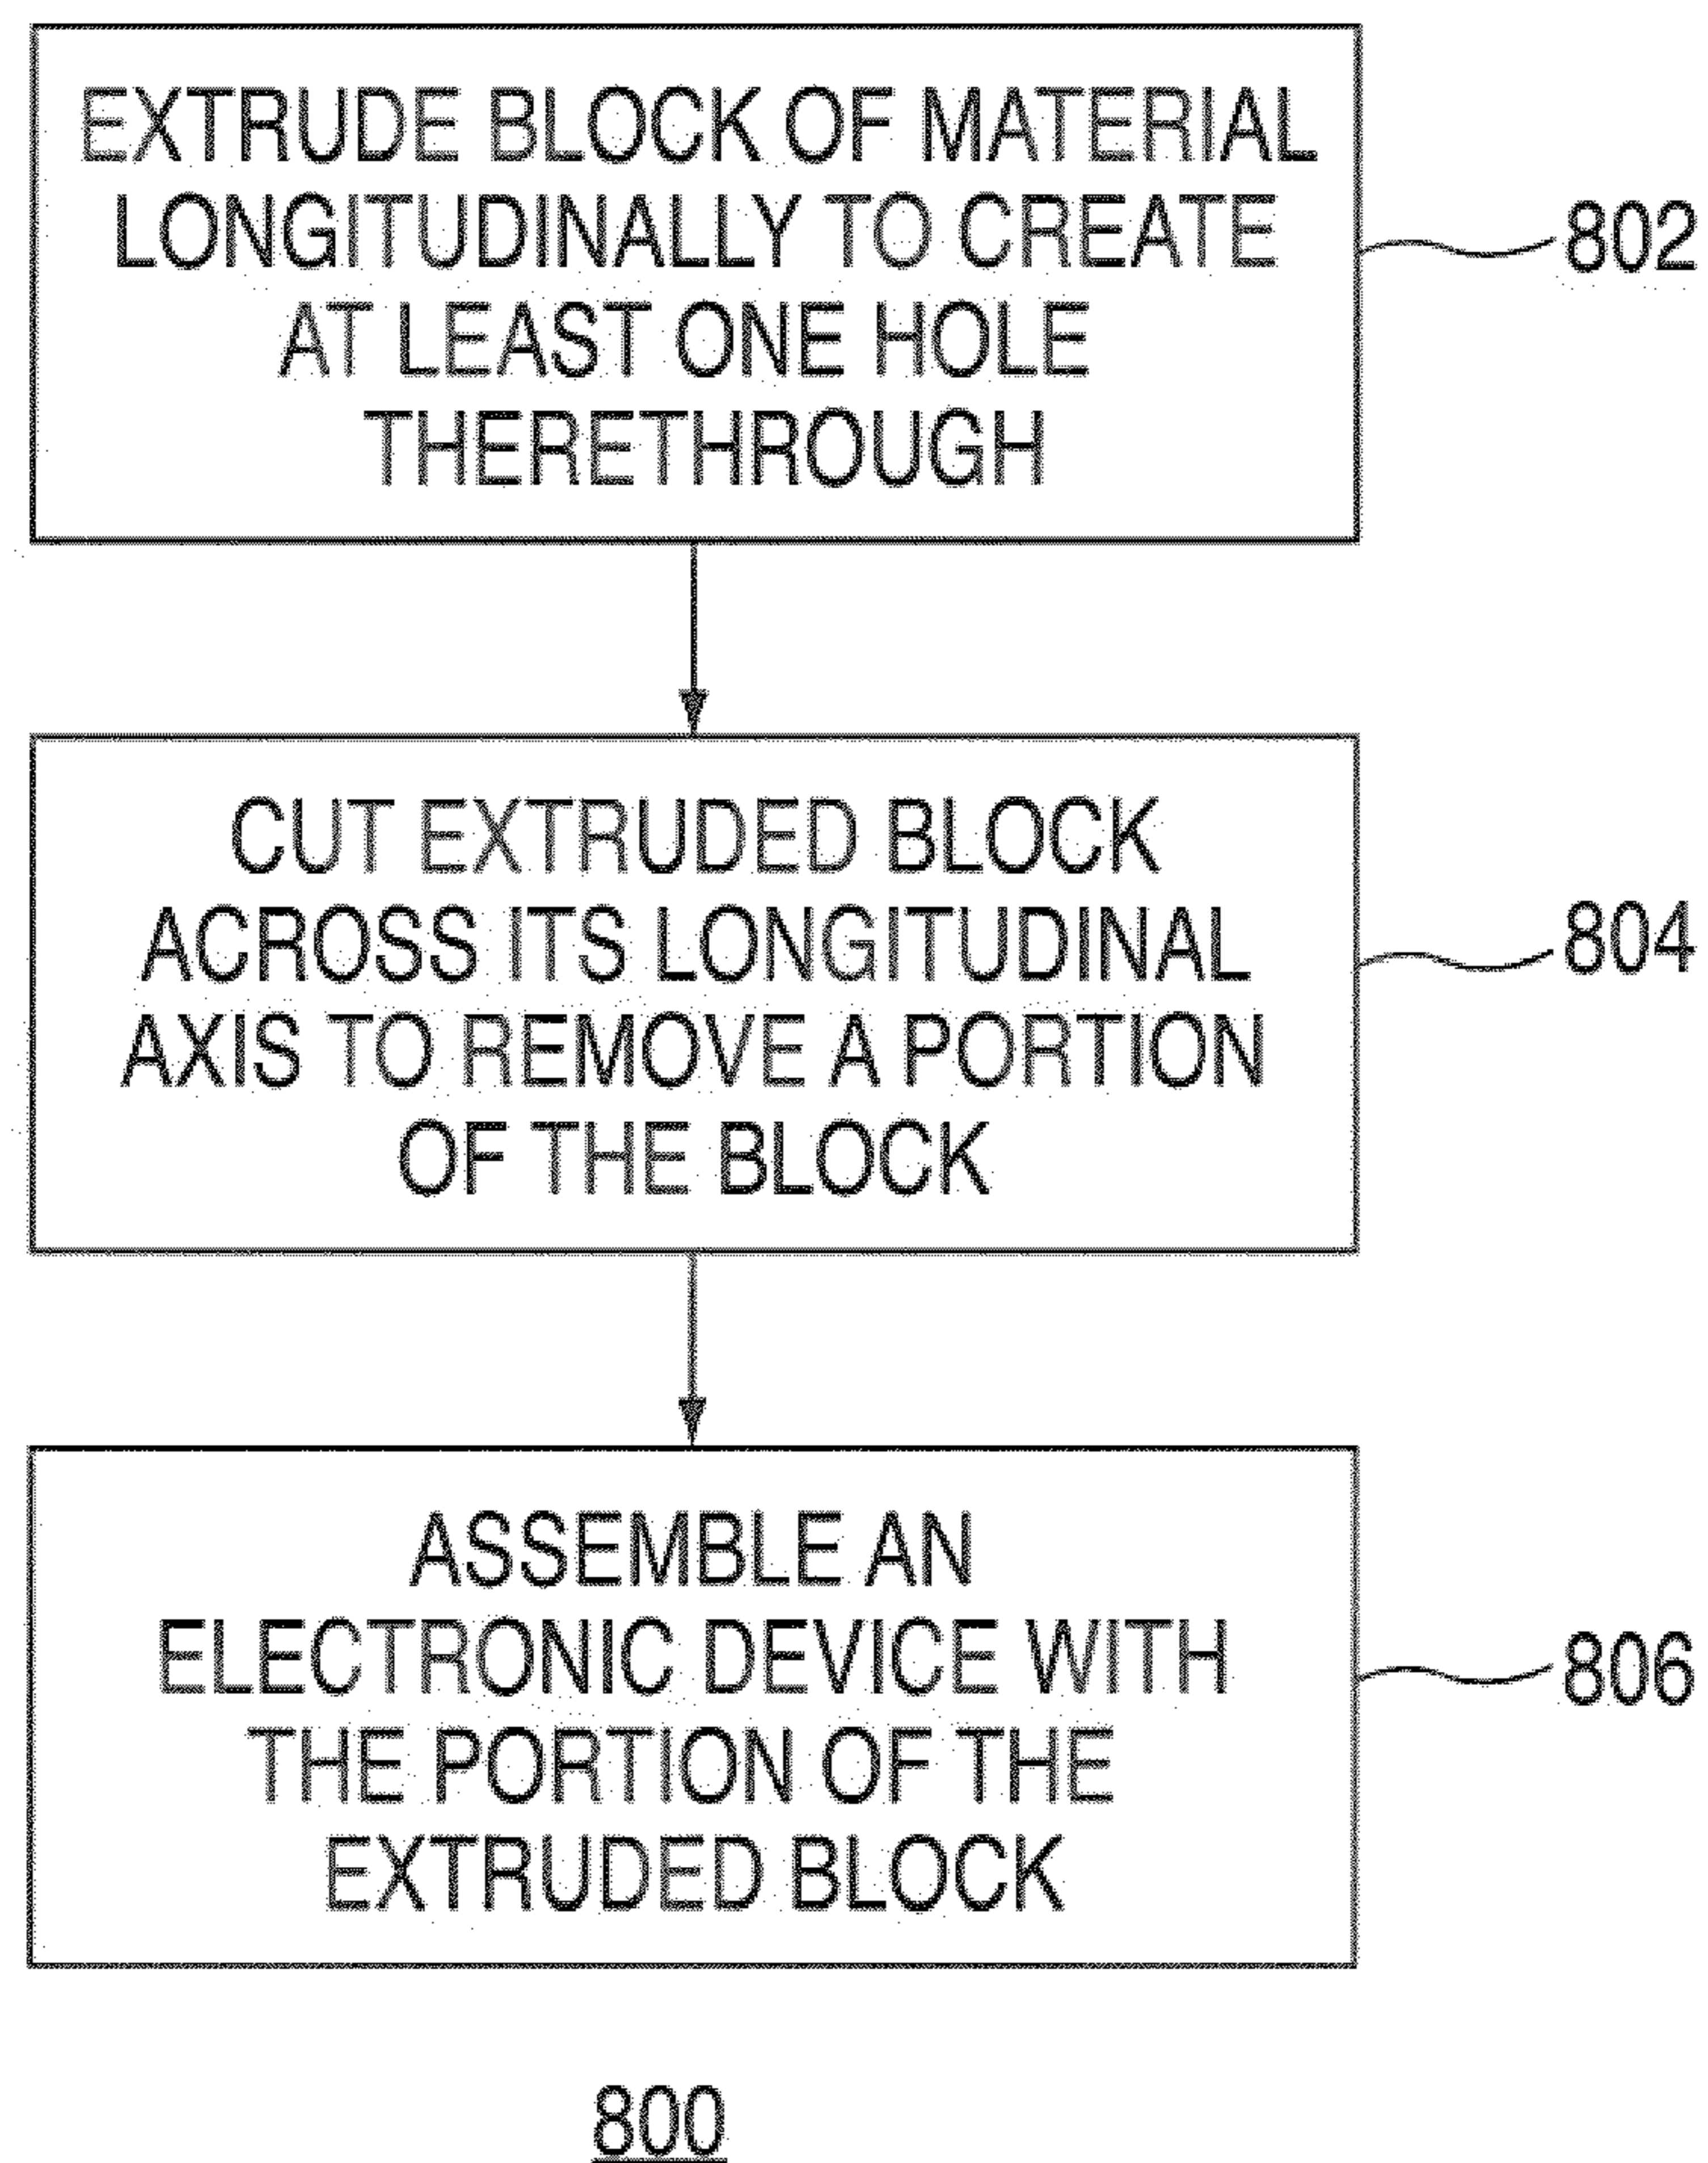 EXTRUDE BLOCK OF MATERIAL
LONGITUDINALLY TO CREATE
AT LEAST ONE HOLE
THERETHROUGH
802
CUT EXTRUDED BLOCK
ACROSS ITS LONGITUDINAL
AXIS TO REMOVE A PORTION
OF THE BLOCK
804
ASSEMBLE AN
ELECTRONIC DEVICE WITH
THE PORTION OF THE
EXTRUDED BLOCK
806
800